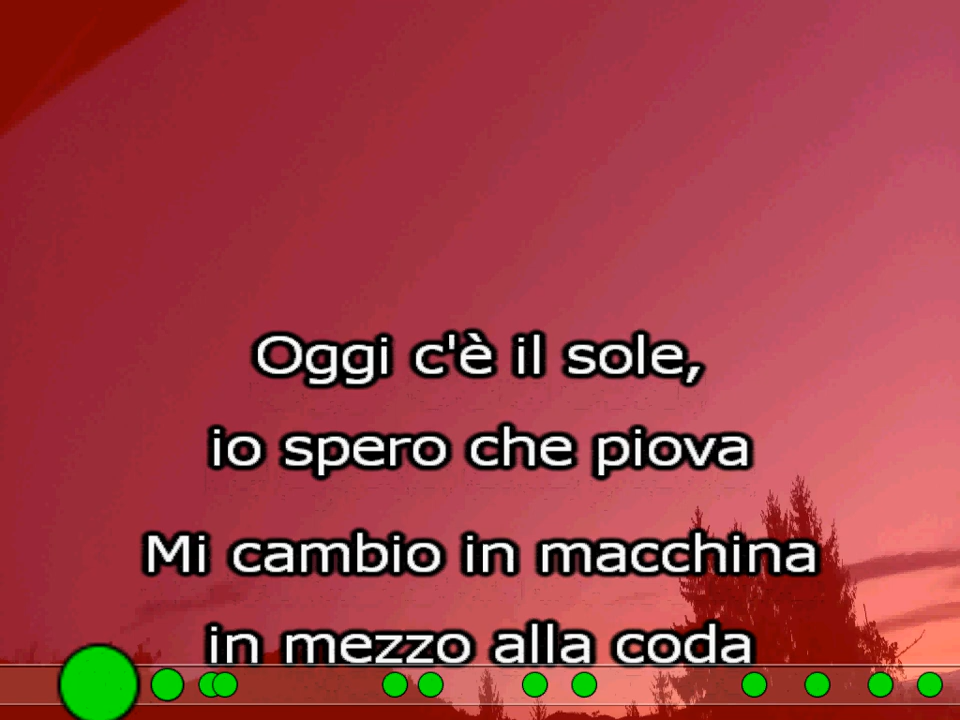 Oggi c'è il sole,
io spero che piova
Mi cambio in macchina
in mezzo alla coda